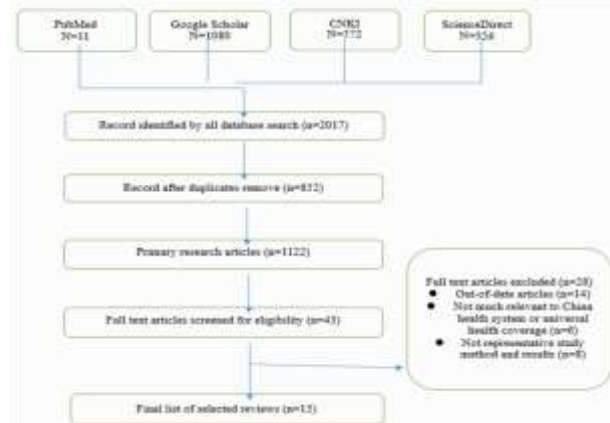 PubMed
N=11
Google Scholar
CNKI
ScienceDirect
Record identified by all database search (n=2017)
Record after duplicates remove (n=832)
Primary research articles (n=1122)
Full text articles screened for eligibility (n=43)
Full text articles excluded (n=28)
Out-of-date articles (n=14)
Not much relevant to China
health system or universal
health coverage (n=6)
Not representative study
method and results (n=8)
Final list of selected reviews (n=15)